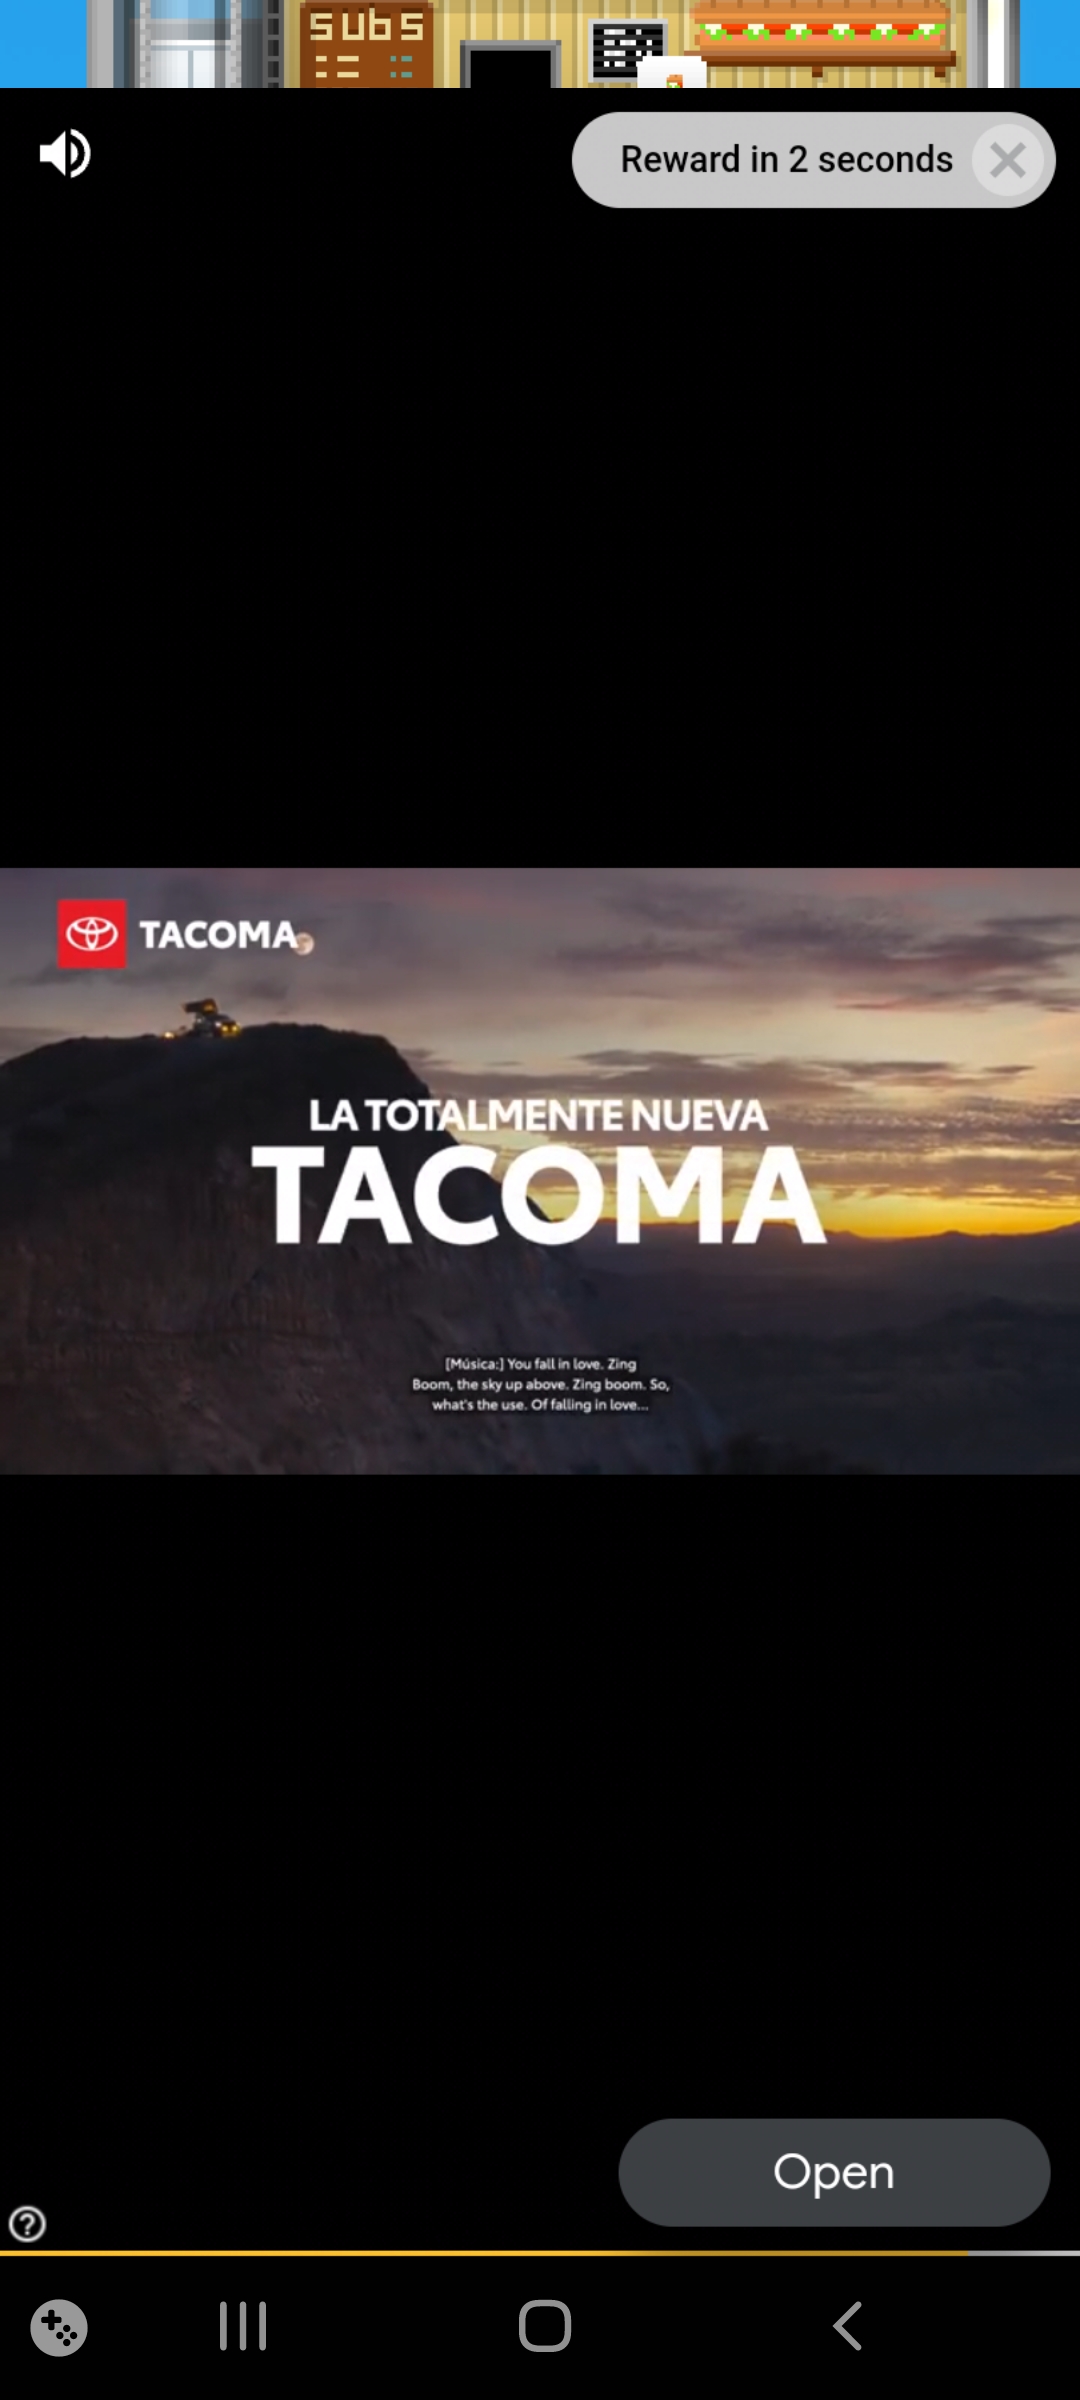 SUBS
Reward in 2 seconds
TACOMA
LA TOTALMENTE NUEVA
TACOMA
[Música:] You fall in love. Zing
Boom, the sky up above. Zing boom. So,
what's the use. Of falling in love...
Open